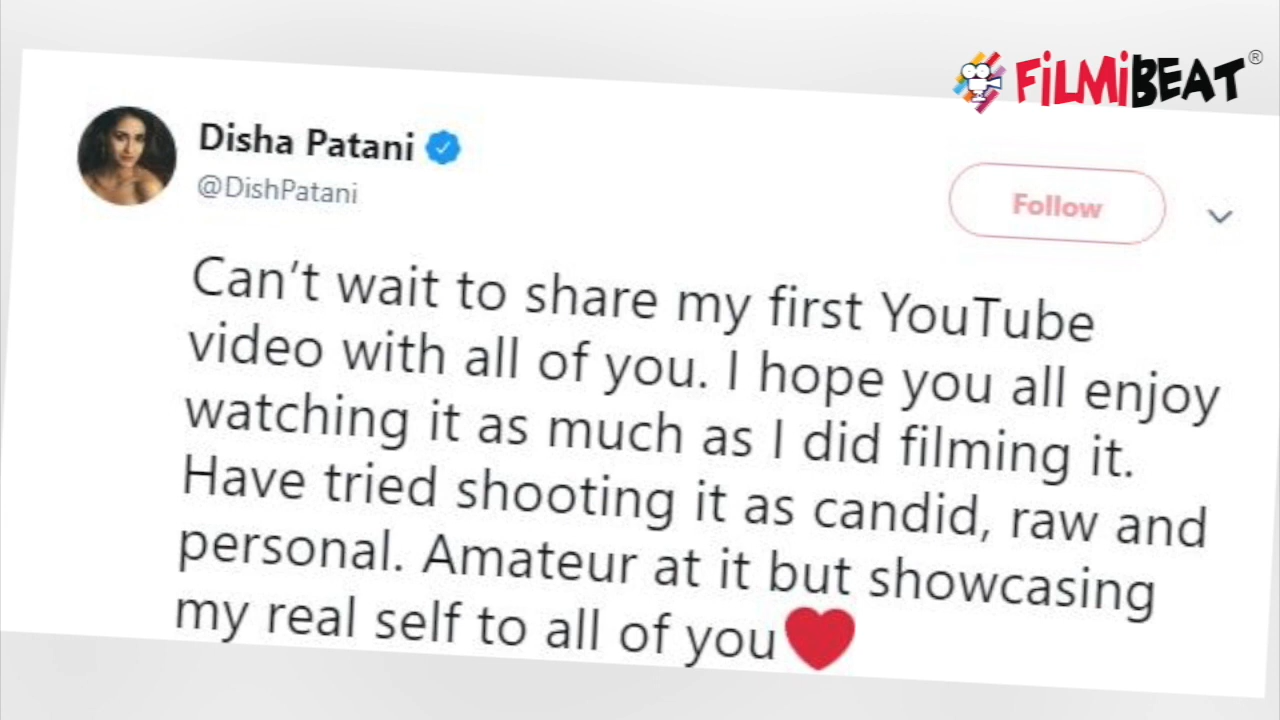 FiLMiBEAT®
Disha Patani
@DishPatani
Follow
Can’t wait to share my first YouTube
video with all of you. I hope you all enjoy
watching it as much as I did filming it.
Have tried shooting it as candid, raw and
personal. Amateur at it but showcasing
my real self to all of you❤️